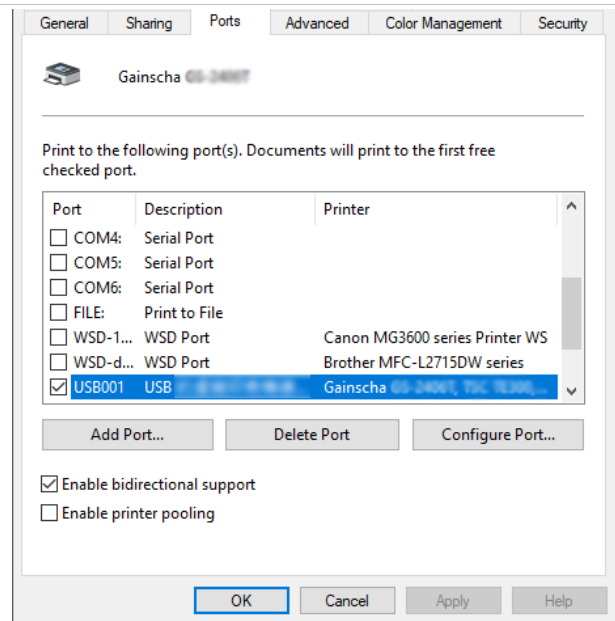 General Sharing Ports Advanced Color Management Security
Gainscha
Print to the following port(s). Documents will print to the first free
checked port.
Port Description Printer
COM4: Serial Port
COM5: Serial Port
COM6: Serial Port
FILE: Print to File
WSD-1... WSD Port Canon MG3600 series Printer WS
WSD-d... WSD Port Brother MFC-L2715DW series
USB001 USB Gainscha
Add Port... Delete Port Configure Port...
Enable bidirectional support
Enable printer pooling
OK Cancel Apply Help